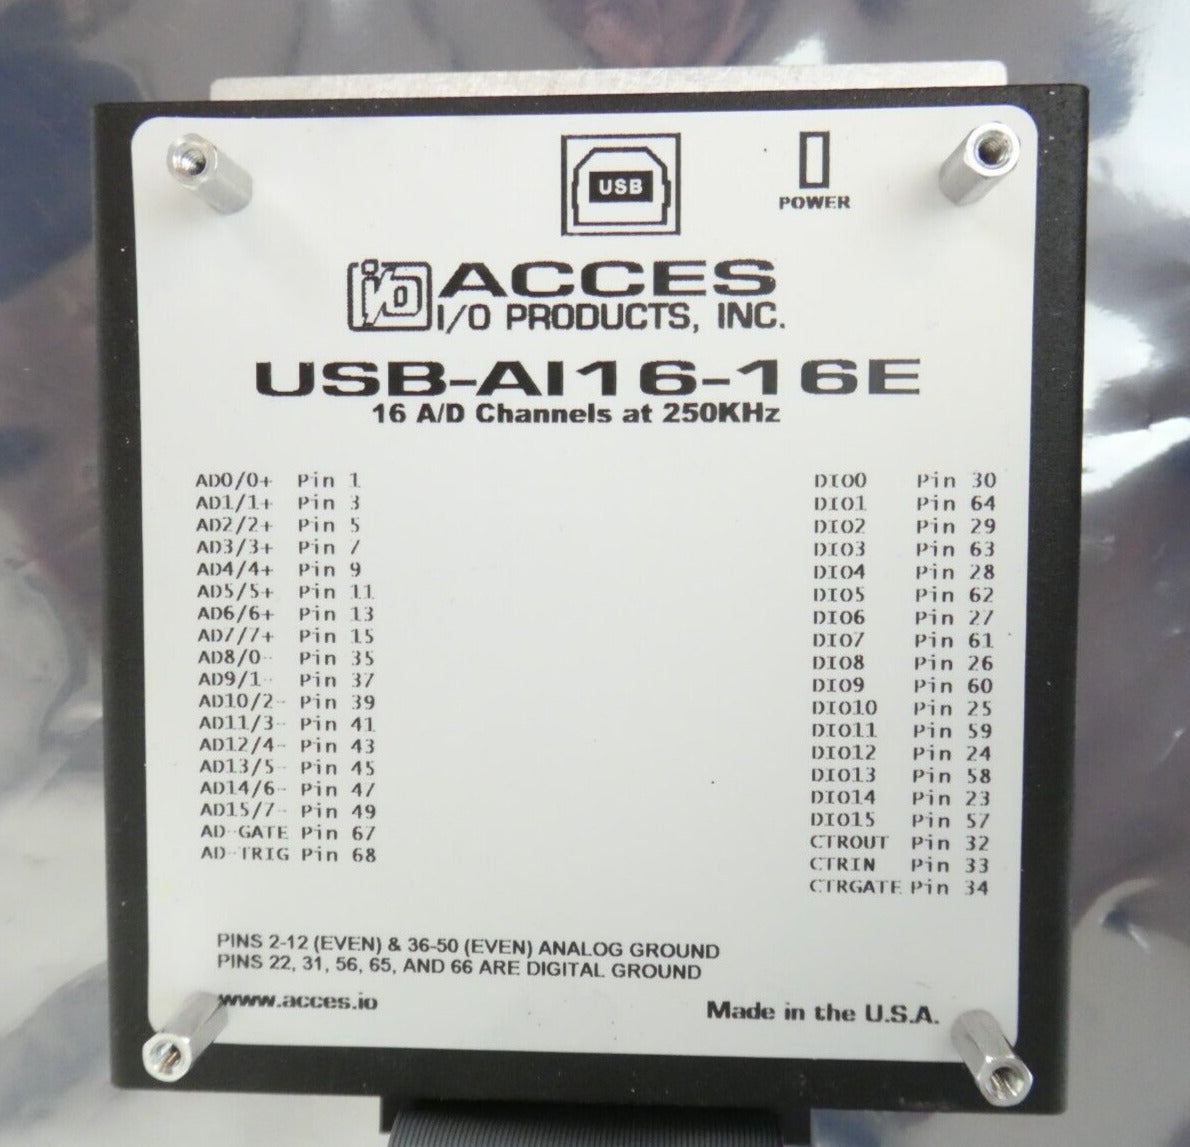 USB
POWER
i/o ACCES
I/O PRODUCTS, INC.
USB-AI16-16E
16 A/D Channels at 250KHz
AD0/0+ Pin 1
AD1/1+ Pin 3
AD2/2+ Pin 5
AD3/3+ Pin 7
AD4/4+ Pin 9
AD5/5+ Pin 11
AD6/6+ Pin 13
AD7/7+ Pin 15
AD8/0- Pin 35
AD9/1- Pin 37
AD10/2- Pin 39
AD11/3- Pin 41
AD12/4- Pin 43
AD13/5- Pin 45
AD14/6- Pin 47
AD15/7- Pin 49
AD-GATE Pin 67
AD-TRIG Pin 68
DIO0 Pin 30
DIO1 Pin 64
DIO2 Pin 29
DIO3 Pin 63
DIO4 Pin 28
DIO5 Pin 62
DIO6 Pin 27
DIO7 Pin 61
DIO8 Pin 26
DIO9 Pin 60
DIO10 Pin 25
DIO11 Pin 59
DIO12 Pin 24
DIO13 Pin 58
DIO14 Pin 23
DIO15 Pin 57
CTROUT Pin 32
CTRIN Pin 33
CTRGATE Pin 34
PINS 2-12 (EVEN) & 36-50 (EVEN) ANALOG GROUND
PINS 22, 31, 56, 65, AND 66 ARE DIGITAL GROUND
www.acces.io
Made in the U.S.A.